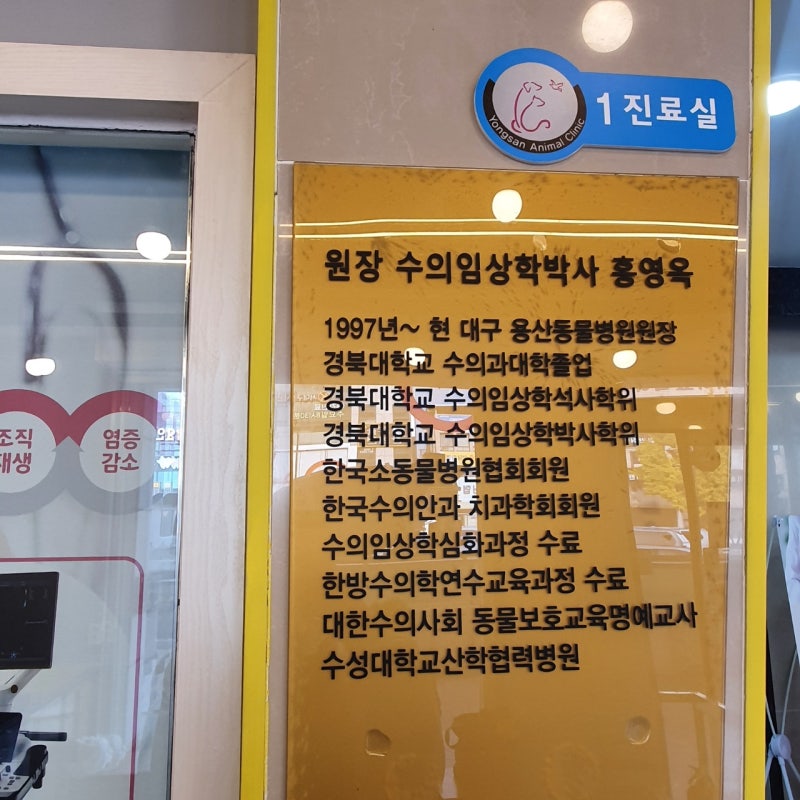 Yongsan Animal Clinic
1 진료실
원장 수의임상학박사 홍영옥
1997년~ 현 대구 용산동물병원원장
경북대학교 수의과대학졸업
경북대학교 수의임상학석사학위
경북대학교 수의임상학박사학위
한국소동물병원협회회원
한국수의안과 치과학회회원
수의임상학심화과정 수료
한방수의학연수교육과정 수료
대한수의사회 동물보호교육명예교사
수성대학교산학협력병원
조직
재생
염증
감소